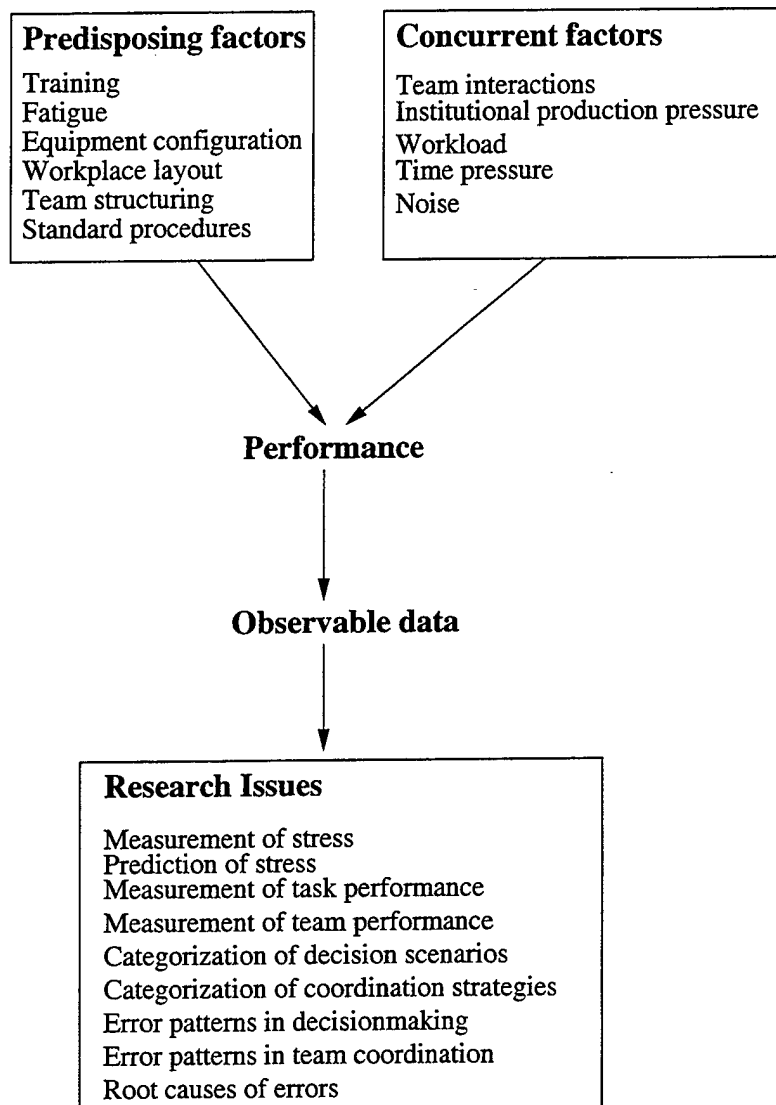 Predisposing factors
Training
Fatigue
Equipment configuration
Workplace layout
Team structuring
Standard procedures
Concurrent factors
Team interactions
Institutional production pressure
Workload
Time pressure
Noise
Performance
Observable data
Research Issues
Measurement of stress
Prediction of stress
Measurement of task performance
Measurement of team performance
Categorization of decision scenarios
Categorization of coordination strategies
Error patterns in decisionmaking
Error patterns in team coordination
Root causes of errors